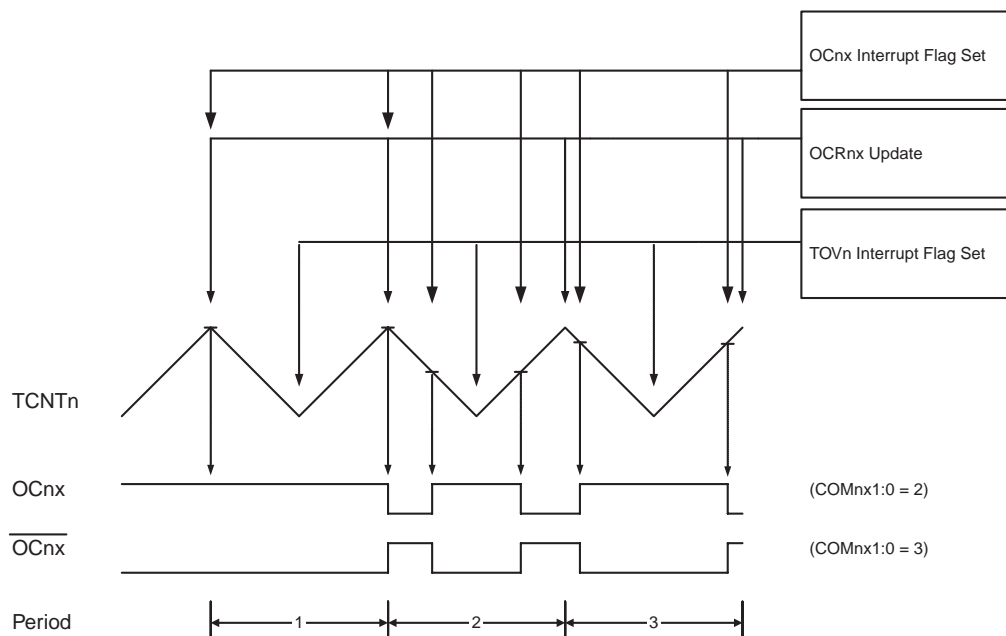 OCnx Interrupt Flag Set
OCRnx Update
TOVn Interrupt Flag Set
TCNTn
OCnx (COMnx1:0 = 2)
OCnx (COMnx1:0 = 3)
Period 1 2 3